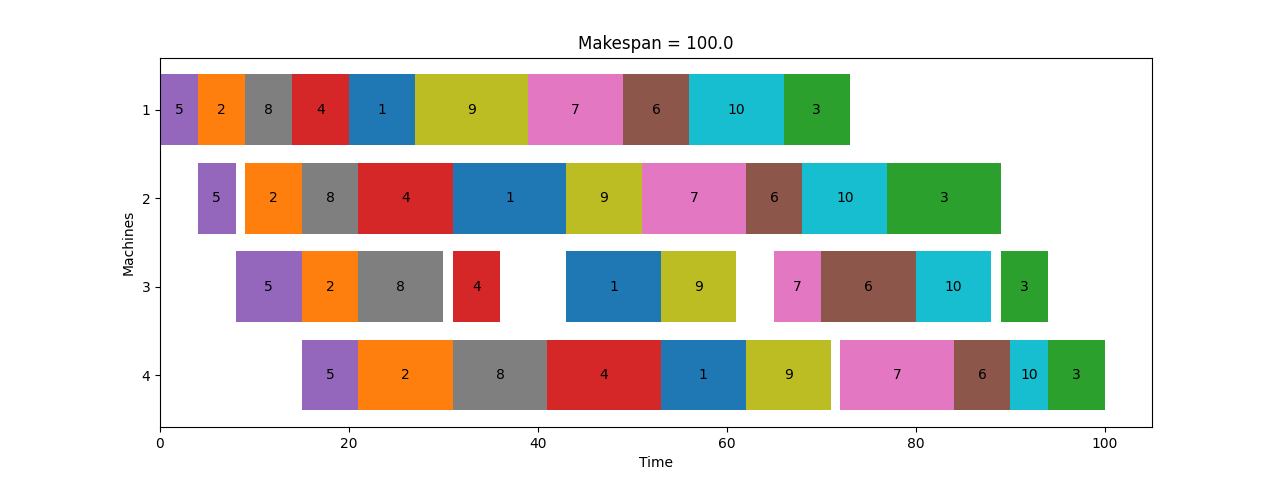 Makespan = 100.0
1 5 2 8 4 1 9 7 6 10 3
2 5 2 8 4 1 9 7 6 10 3
Machines
3 5 2 8 4 1 9 7 6 10 3
4 5 2 8 4 1 9 7 6 10 3
0 20 40 60 80 100
Time